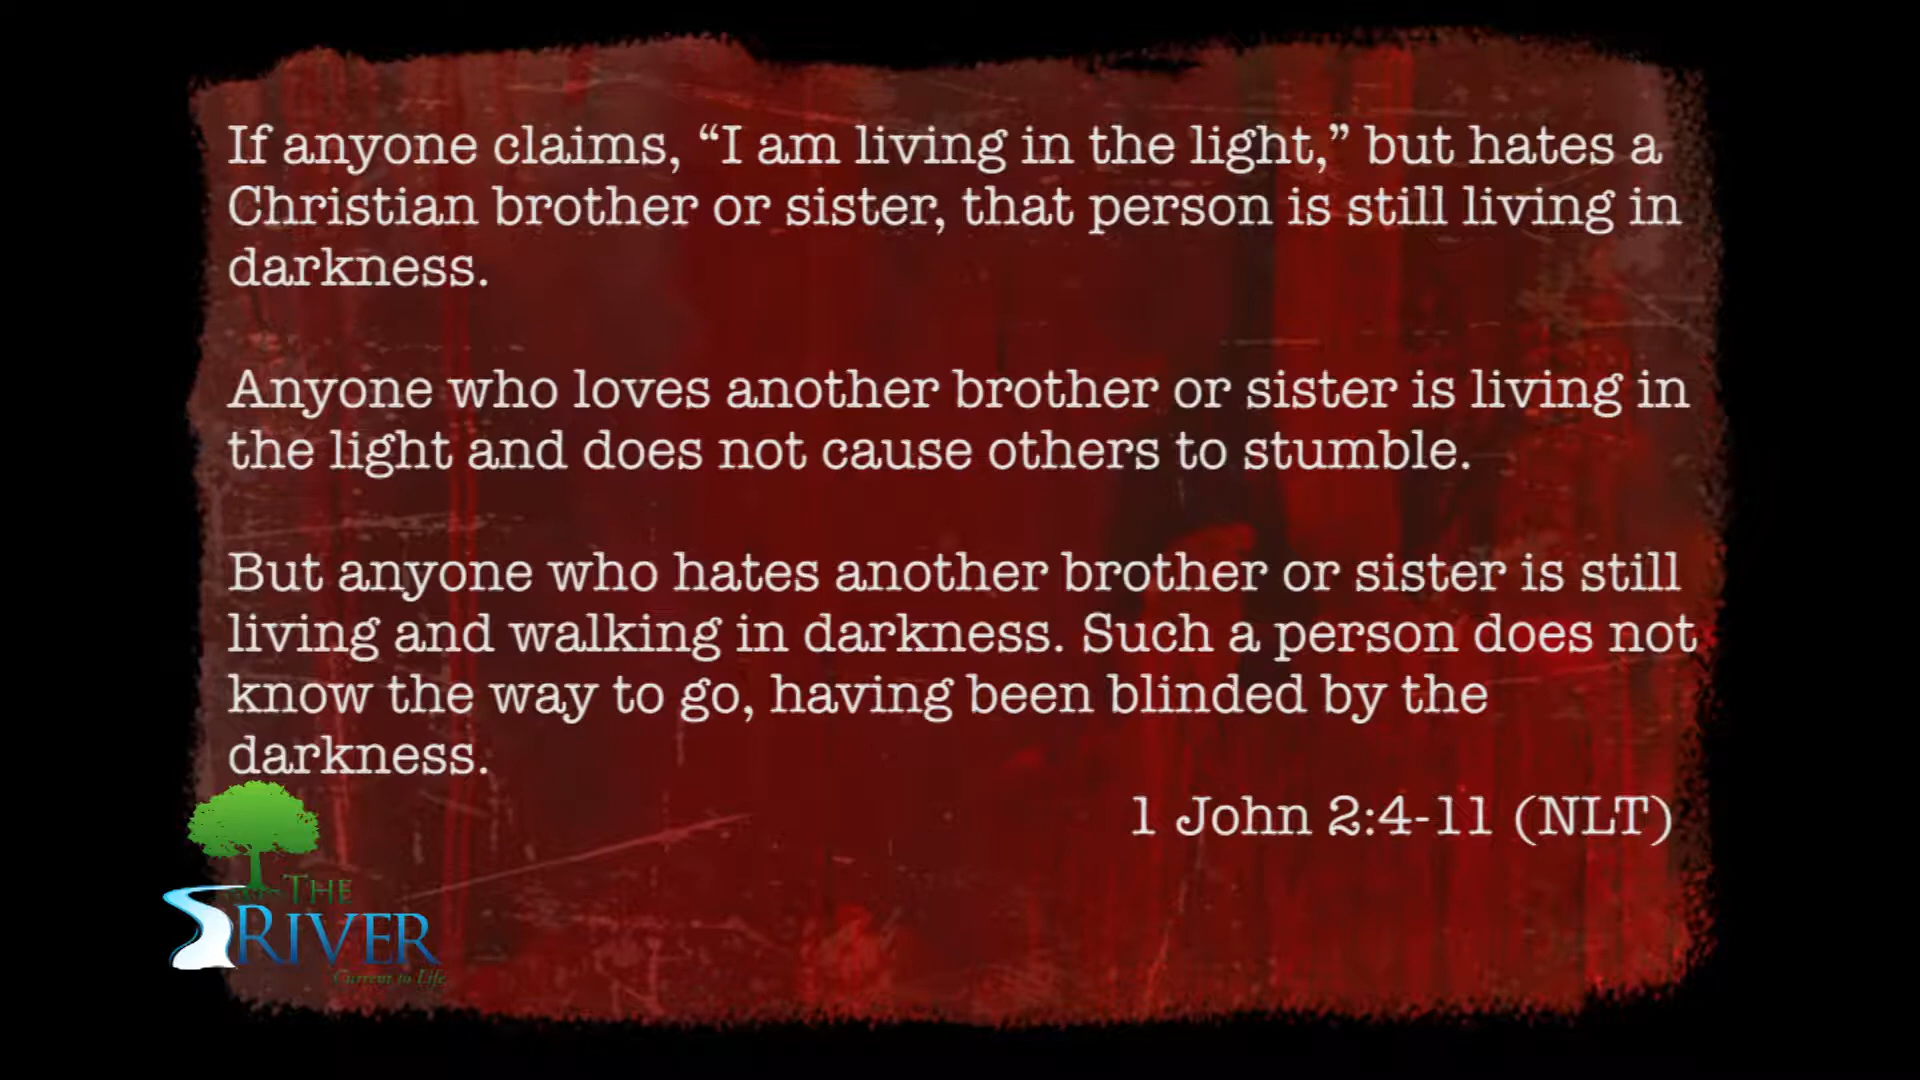 If anyone claims, “I am living in the light,” but hates a
Christian brother or sister, that person is still living in
darkness.
Anyone who loves another brother or sister is living in
the light and does not cause others to stumble.
But anyone who hates another brother or sister is still
living and walking in darkness. Such a person does not
know the way to go, having been blinded by the
darkness.
1 John 2:4-11 (NLT)
THE
RIVER
Current to Life